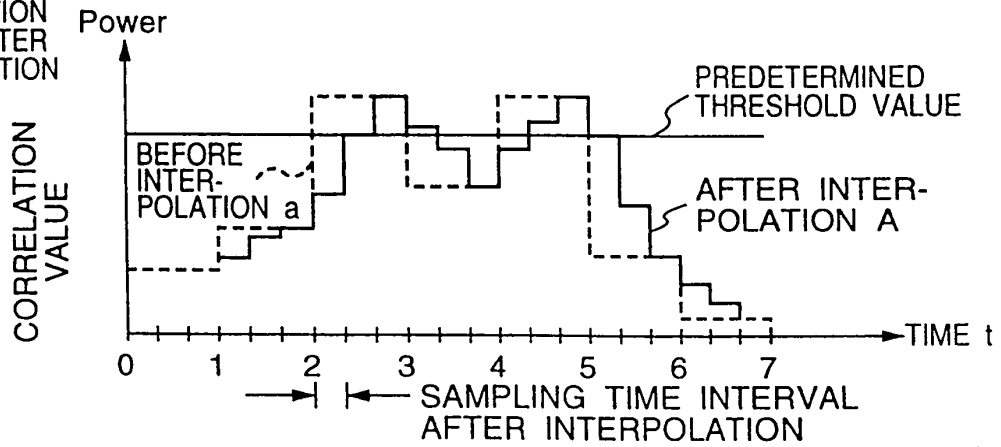 TION
TER
TION
Power
PREDETERMINED
THRESHOLD VALUE
BEFORE
INTER-
POLATION a
AFTER INTER-
POLATION A
CORRELATION
VALUE
0 1 2 3 4 5 6 7
TIME t
SAMPLING TIME INTERVAL
AFTER INTERPOLATION